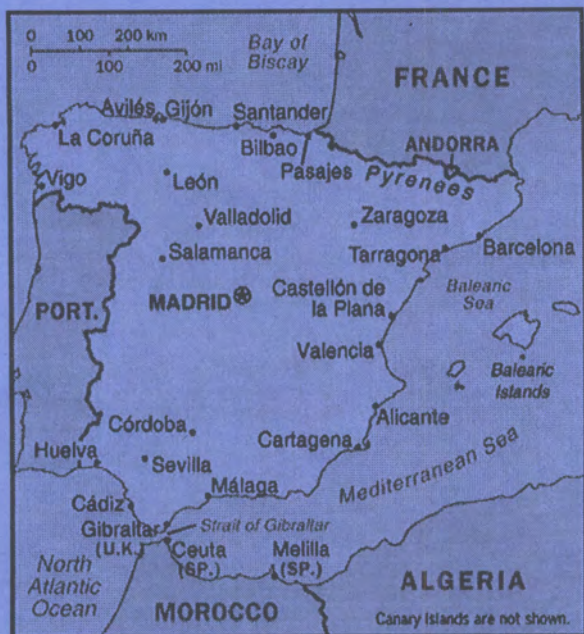 0 100 200 km
0 100 200 mi
Bay of
Biscay
FRANCE
Avilés
Gijón
Santander
La Coruña
Bilbao
Pasajes
ANDORRA
Pyrenees
Vigo
León
Valladolid
Zaragoza
Salamanca
Tarragona
Barcelona
MADRID
Castellón de
la Plana
Balearic
Sea
PORT.
Valencia
Balearic
Islands
Alicante
Córdoba
Cartagena
Huelva
Sevilla
Mediterranean Sea
Málaga
Cádiz
Gibraltar
(U.K.)
Strait of Gibraltar
Ceuta
(SP.)
Melilla
(SP.)
North
Atlantic
Ocean
ALGERIA
MOROCCO
Canary Islands are not shown.